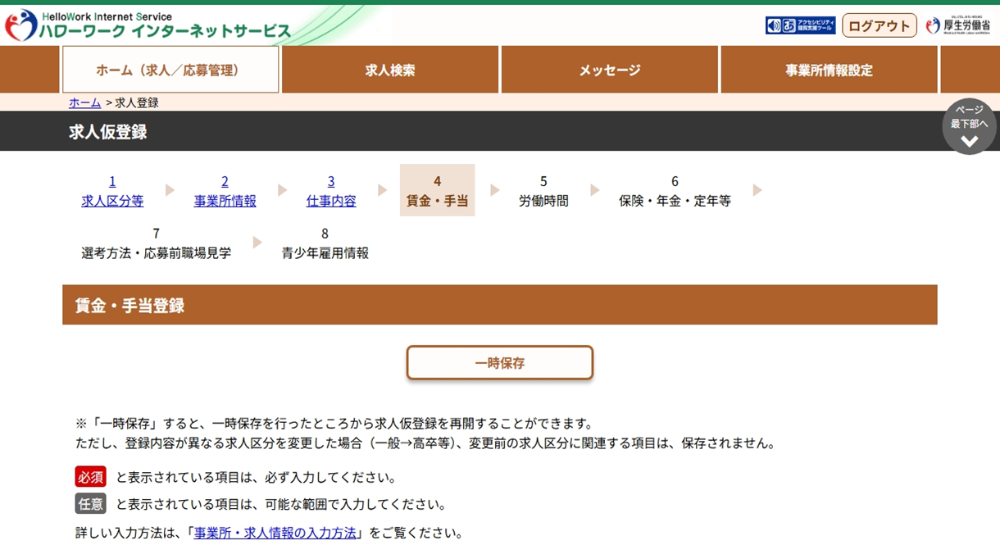 HelloWork Internet Service
ハローワーク インターネットサービス
アクセシビリティ
閲覧支援ツール
ログアウト
厚生労働省
ホーム（求人／応募管理）
求人検索
メッセージ
事業所情報設定
ホーム > 求人登録
ページ
最下部へ
求人仮登録
1
求人区分等
2
事業所情報
3
仕事内容
4
賃金・手当
5
労働時間
6
保険・年金・定年等
7
選考方法・応募前職場見学
8
青少年雇用情報
賃金・手当登録
一時保存
※「一時保存」すると、一時保存を行ったところから求人仮登録を再開することができます。
ただし、登録内容が異なる求人区分を変更した場合（一般→高卒等）、変更前の求人区分に関連する項目は、保存されません。
必須 と表示されている項目は、必ず入力してください。
任意 と表示されている項目は、可能な範囲で入力してください。
詳しい入力方法は、「事業所・求人情報の入力方法」をご覧ください。